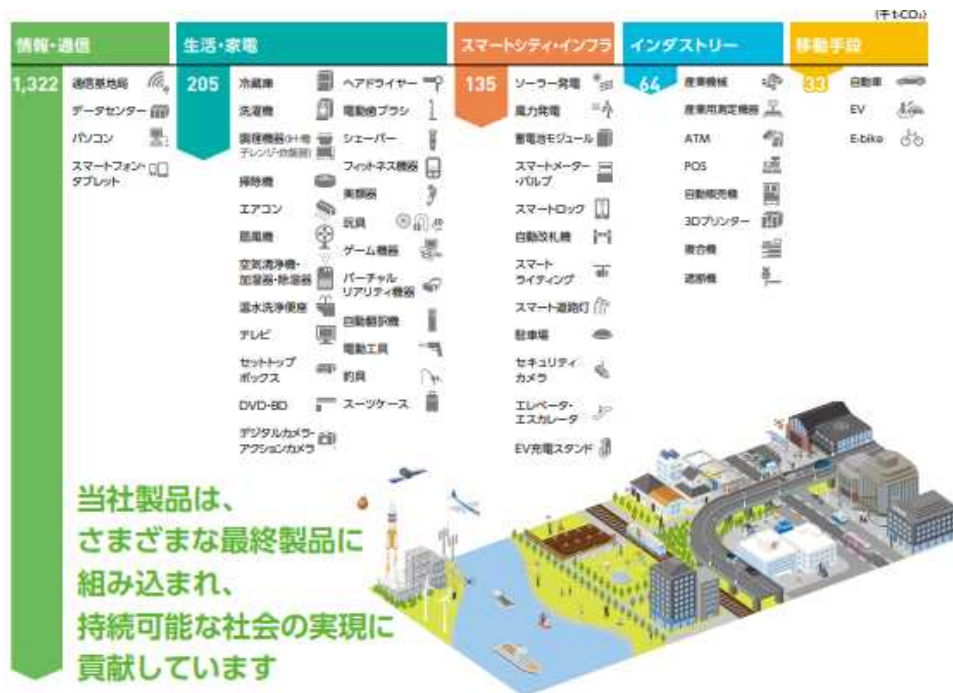 (千t-CO₂)
情報・通信
1,322
通信基地局
データセンター
パソコン
スマートフォン・
タブレット
生活・家電
205
冷蔵庫
洗濯機
調理機器(IH・電
子レンジ・炊飯器)
掃除機
エアコン
扇風機
空気清浄機・
加湿器・除湿器
温水洗浄便座
テレビ
セットトップ
ボックス
DVD・BD
デジタルカメラ・
アクションカメラ
ヘアドライヤー
電動歯ブラシ
シェーバー
フィットネス機器
美顔器
玩具
ゲーム機器
バーチャル
リアリティ機器
自動翻訳機
電動工具
釣具
スーツケース
スマートシティ・インフラ
135
ソーラー発電
風力発電
蓄電池モジュール
スマートメーター
・バルブ
スマートロック
自動改札機
スマート
ライティング
スマート道路灯
駐車場
セキュリティ
カメラ
エレベータ・
エスカレータ
EV充電スタンド
インダストリー
64
産業機械
産業用測定機器
ATM
POS
自動販売機
3Dプリンター
複合機
遮断機
移動手段
33
自動車
EV
E-bike
当社製品は、
さまざまな最終製品に
組み込まれ、
持続可能な社会の実現に
貢献しています